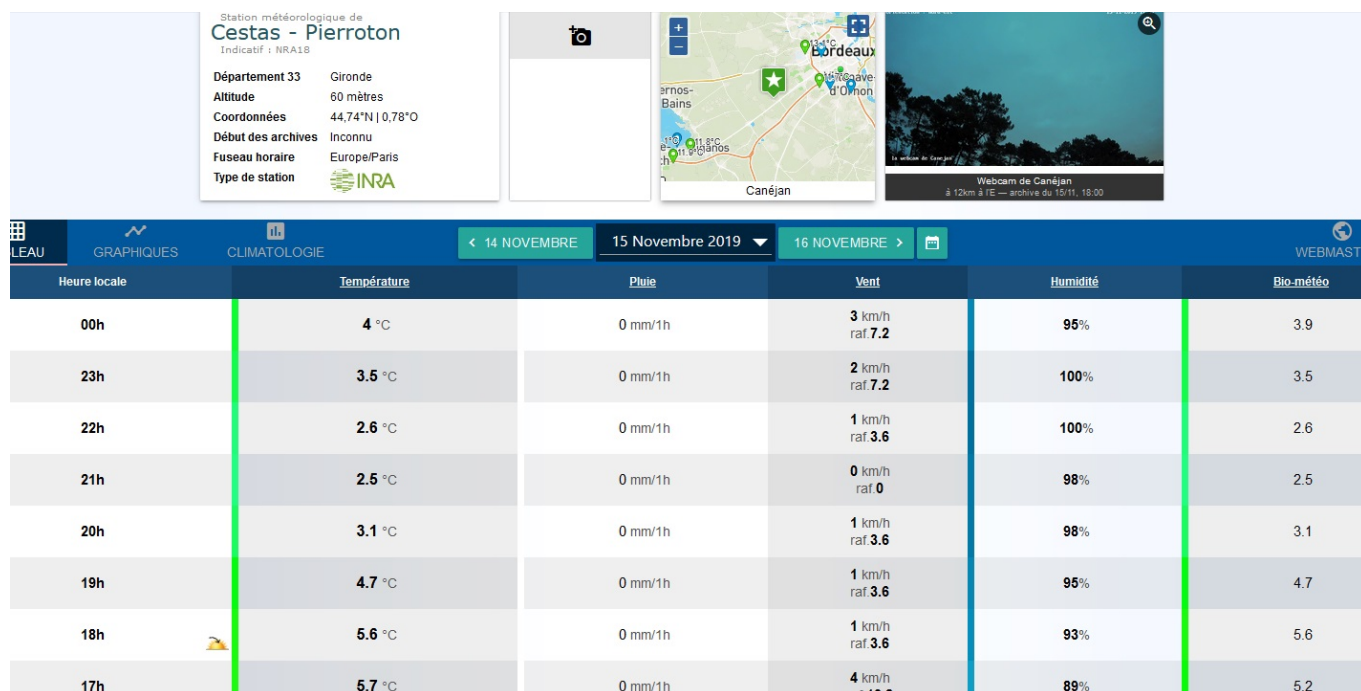 Station météorologique de
Cestas - Pierroton
Indicatif : NRA18
Département 33 Gironde
Altitude 60 mètres
Coordonnées 44,74°N | 0,78°O
Début des archives Inconnu
Fuseau horaire Europe/Paris
Type de station INRA
+
−
Bordeaux
d'Ornon
Bains
Canéjan
la webcam de Canéjan
Webcam de Canéjan
à 12km à l'E — archive du 15/11, 18:00
LEAU GRAPHIQUES CLIMATOLOGIE < 14 NOVEMBRE 15 Novembre 2019 16 NOVEMBRE > WEBMAST
Heure locale Température Pluie Vent Humidité Bio-météo
00h 4 °C 0 mm/1h 3 km/h raf.7.2 95% 3.9
23h 3.5 °C 0 mm/1h 2 km/h raf.7.2 100% 3.5
22h 2.6 °C 0 mm/1h 1 km/h raf.3.6 100% 2.6
21h 2.5 °C 0 mm/1h 0 km/h raf.0 98% 2.5
20h 3.1 °C 0 mm/1h 1 km/h raf.3.6 98% 3.1
19h 4.7 °C 0 mm/1h 1 km/h raf.3.6 95% 4.7
18h 5.6 °C 0 mm/1h 1 km/h raf.3.6 93% 5.6
17h 5.7 °C 0 mm/1h 4 km/h 89% 5.2